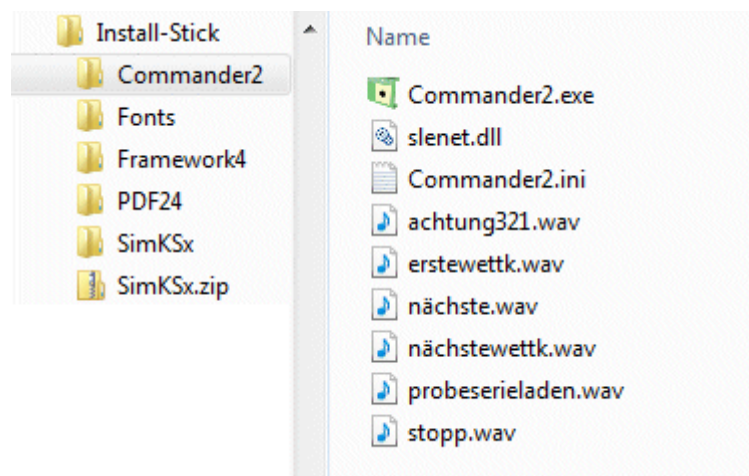 Install-Stick
Commander2
Fonts
Framework4
PDF24
SimKSx
SimKSx.zip
Name
Commander2.exe
slenet.dll
Commander2.ini
achtung321.wav
erstewettk.wav
nächste.wav
nächstewettk.wav
probeserieladen.wav
stopp.wav